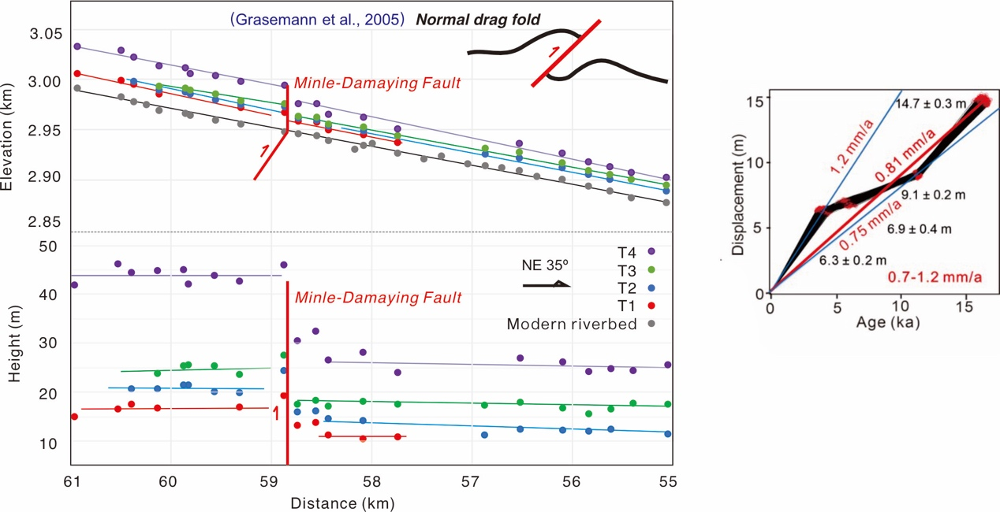 (Grasemann et al., 2005) Normal drag fold
Elevation (km)
3.05
3.00
2.95
2.90
2.85
Minle-Damaying Fault
1
1
Height (m)
50
40
30
20
10
Minle-Damaying Fault
1
NE 35º
T4
T3
T2
T1
Modern riverbed
61
60
59
58
57
56
55
Distance (km)
Displacement (m)
15
10
5
0
14.7 ± 0.3 m
1.2 mm/a
0.81 mm/a
9.1 ± 0.2 m
0.75 mm/a
6.9 ± 0.4 m
6.3 ± 0.2 m
0.7-1.2 mm/a
0
5
10
15
Age (ka)